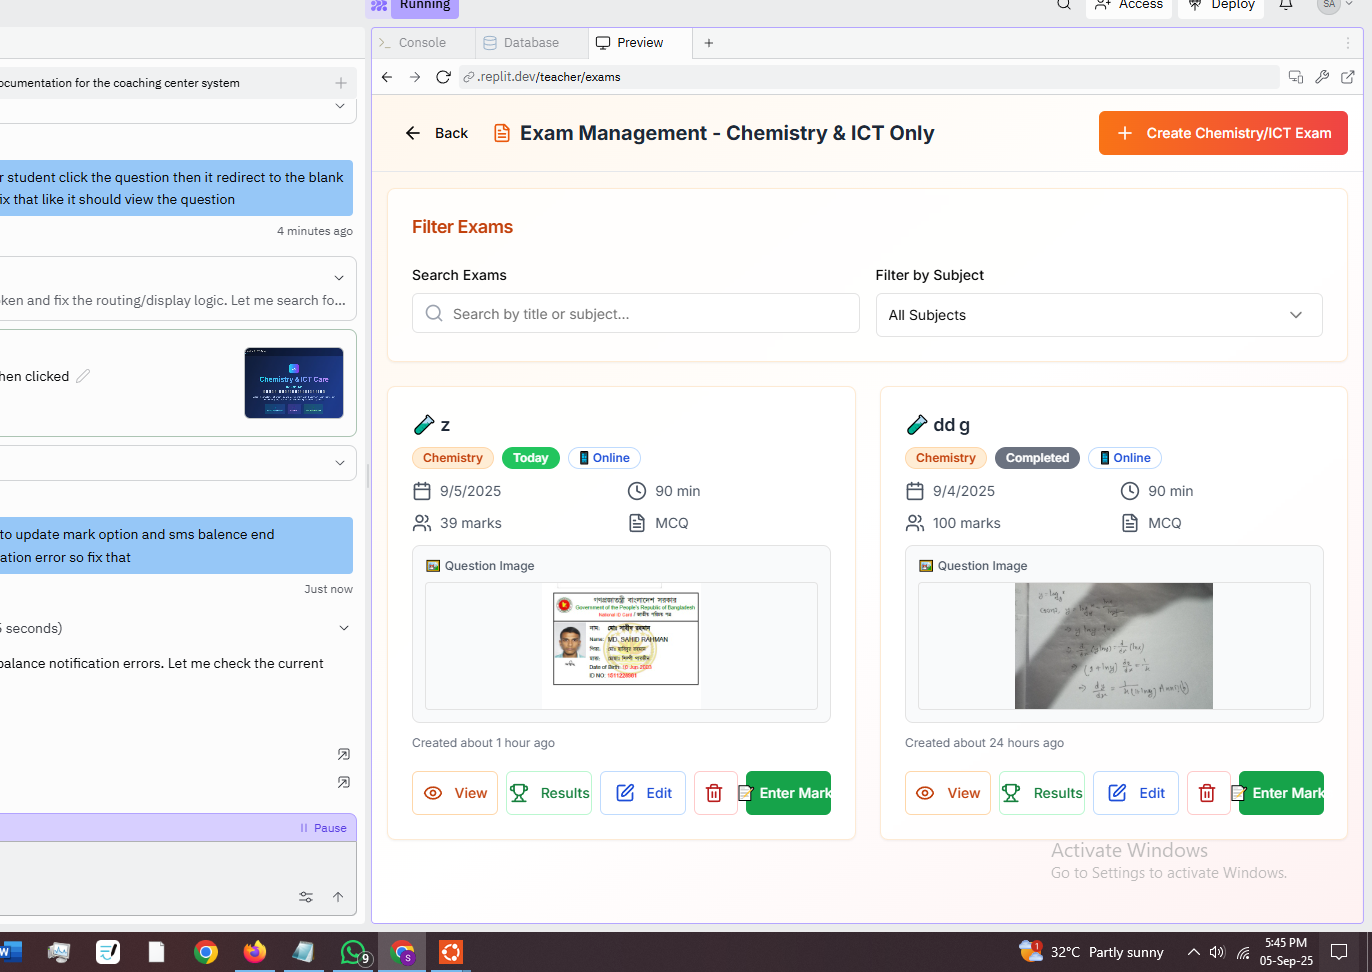 Running
Access
Deploy
SA
Console
Database
Preview
ocumentation for the coaching center system
.replit.dev/teacher/exams
Back
Exam Management - Chemistry & ICT Only
Create Chemistry/ICT Exam
r student click the question then it redirect to the blank
ix that like it should view the question
4 minutes ago
ken and fix the routing/display logic. Let me search fo...
hen clicked
Chemistry & ICT Care
to update mark option and sms balence end
ation error so fix that
Just now
5 seconds)
balance notification errors. Let me check the current
Pause
Filter Exams
Search Exams
Filter by Subject
Search by title or subject...
All Subjects
z
Chemistry
Today
Online
9/5/2025
90 min
39 marks
MCQ
Question Image
গণপ্রজাতন্ত্রী বাংলাদেশ সরকার
Government of the People's Republic of Bangladesh
National ID Card / জাতীয় পরিচয় পত্র
নাম:
Name: MD. SAHID RAHMAN
পিতা:
মাতা:
Date of Birth: 10 Jun 2005
ID NO:
Created about 1 hour ago
View
Results
Edit
Enter Mark
dd g
Chemistry
Completed
Online
9/4/2025
90 min
100 marks
MCQ
Question Image
Created about 24 hours ago
View
Results
Edit
Enter Mark
Activate Windows
Go to Settings to activate Windows.
W
9
S
1
32°C Partly sunny
5:45 PM
05-Sep-25